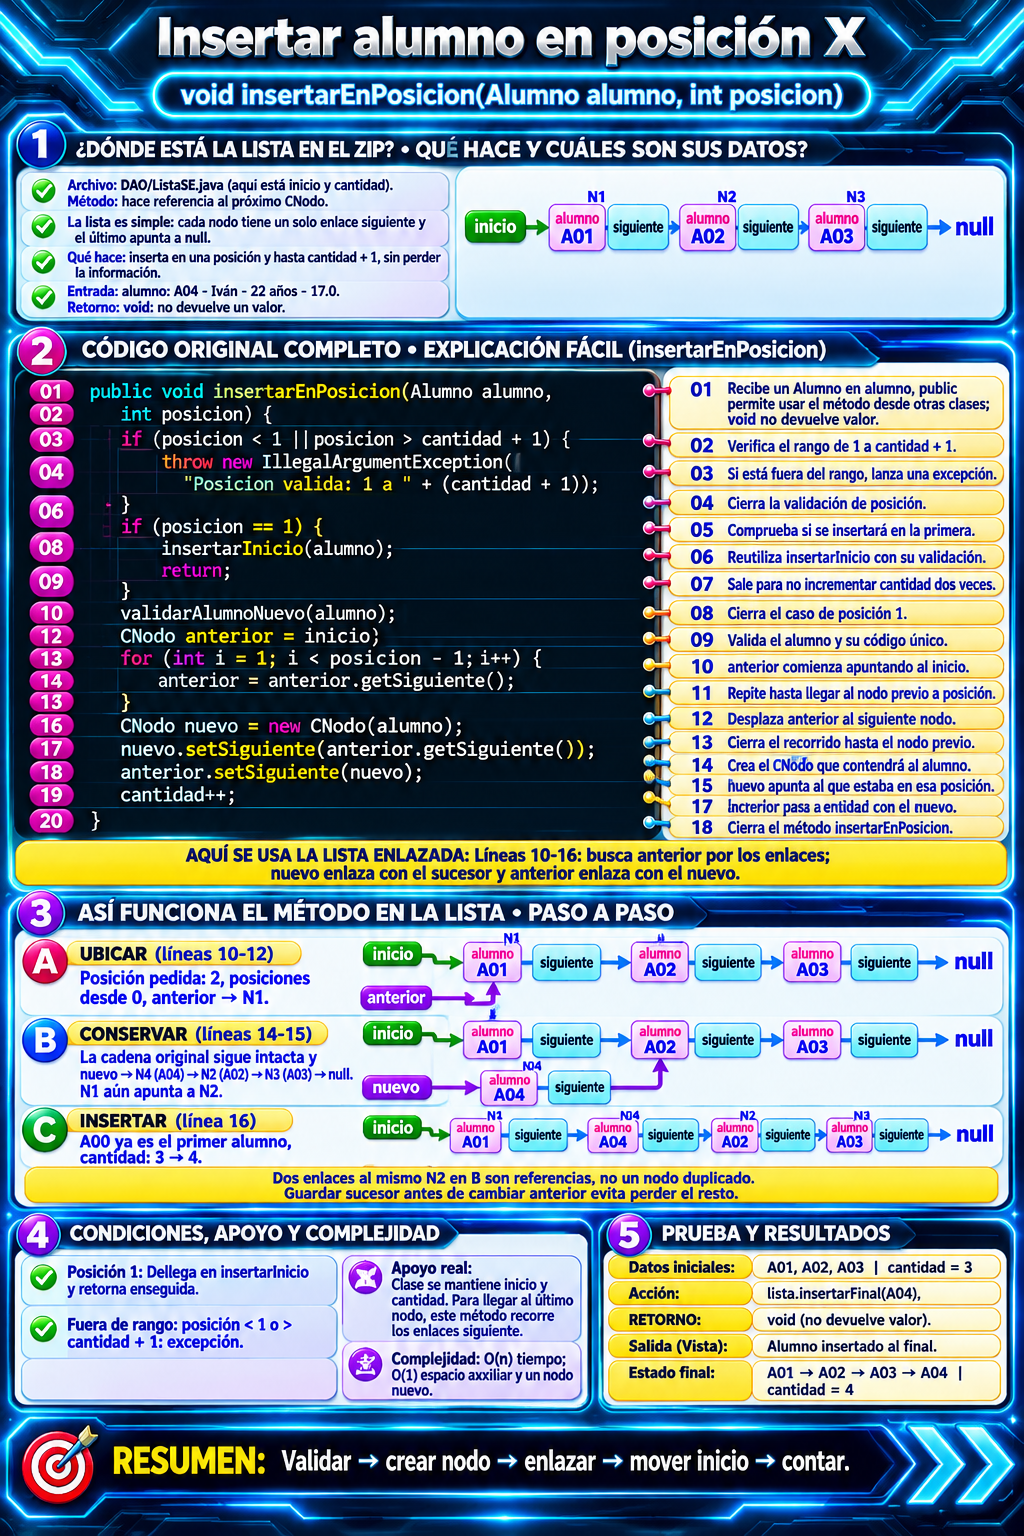 Insertar alumno en posición X
void insertarEnPosicion(Alumno alumno, int posicion)
1 ¿DÓNDE ESTÁ LA LISTA EN EL ZIP? • QUÉ HACE Y CUÁLES SON SUS DATOS?
Archivo: DAO/ListaSE.java (aquí está inicio y cantidad).
Método: hace referencia al próximo CNodo.
La lista es simple: cada nodo tiene un solo enlace siguiente y
el último apunta a null.
Qué hace: inserta en una posición y hasta cantidad + 1, sin perder
la información.
Entrada: alumno: A04 - Iván - 22 años - 17.0.
Retorno: void: no devuelve un valor.
N1 N2 N3
inicio alumno A01 siguiente alumno A02 siguiente alumno A03 siguiente null
2 CÓDIGO ORIGINAL COMPLETO • EXPLICACIÓN FÁCIL (insertarEnPosicion)
01 public void insertarEnPosicion(Alumno alumno,
02 int posicion) {
03 if (posicion < 1 || posicion > cantidad + 1) {
04 throw new IllegalArgumentException(
"Posicion valida: 1 a " + (cantidad + 1));
06 }
if (posicion == 1) {
08 insertarInicio(alumno);
return;
09 }
10 validarAlumnoNuevo(alumno);
12 CNodo anterior = inicio)
13 for (int i = 1; i < posicion - 1; i++) {
14 anterior = anterior.getSiguiente();
13 }
16 CNodo nuevo = new CNodo(alumno);
17 nuevo.setSiguiente(anterior.getSiguiente());
18 anterior.setSiguiente(nuevo);
19 cantidad++;
20 }
01 Recibe un Alumno en alumno, public
permite usar el método desde otras clases;
void no devuelve valor.
02 Verifica el rango de 1 a cantidad + 1.
03 Si está fuera del rango, lanza una excepción.
04 Cierra la validación de posición.
05 Comprueba si se insertará en la primera.
06 Reutiliza insertarInicio con su validación.
07 Sale para no incrementar cantidad dos veces.
08 Cierra el caso de posición 1.
09 Valida el alumno y su código único.
10 anterior comienza apuntando al inicio.
11 Repite hasta llegar al nodo previo a posición.
12 Desplaza anterior al siguiente nodo.
13 Cierra el recorrido hasta el nodo previo.
14 Crea el CNodo que contendrá al alumno.
15 nuevo apunta al que estaba en esa posición.
17 Increrior pasa a entidad con el nuevo.
18 Cierra el método insertarEnPosicion.
AQUÍ SE USA LA LISTA ENLAZADA: Líneas 10-16: busca anterior por los enlaces;
nuevo enlaza con el sucesor y anterior enlaza con el nuevo.
3 ASÍ FUNCIONA EL MÉTODO EN LA LISTA • PASO A PASO
A UBICAR (líneas 10-12)
Posición pedida: 2, posiciones
desde 0, anterior → N1.
N1
inicio alumno A01 siguiente alumno A02 siguiente alumno A03 siguiente null
anterior
B CONSERVAR (líneas 14-15)
La cadena original sigue intacta y
nuevo → N4 (A04) → N2 (A02) → N3 (A03) → null.
N1 aún apunta a N2.
inicio alumno A01 siguiente alumno A02 siguiente alumno A03 siguiente null
N04
nuevo alumno A04 siguiente
C INSERTAR (línea 16)
A00 ya es el primer alumno,
cantidad: 3 → 4.
N1 N04 N2 N3
inicio alumno A01 siguiente alumno A04 siguiente alumno A02 siguiente alumno A03 siguiente null
Dos enlaces al mismo N2 en B son referencias, no un nodo duplicado.
Guardar sucesor antes de cambiar anterior evita perder el resto.
4 CONDICIONES, APOYO Y COMPLEJIDAD
Posición 1: Dellega en insertarInicio
y retorna enseguida.
Fuera de rango: posición < 1 o >
cantidad + 1: excepción.
Apoyo real:
Clase se mantiene inicio y
cantidad. Para llegar al último
nodo, este método recorre
los enlaces siguiente.
Complejidad: O(n) tiempo;
O(1) espacio axxiliar y un nodo
nuevo.
5 PRUEBA Y RESULTADOS
Datos iniciales: A01, A02, A03 | cantidad = 3
Acción: lista.insertarFinal(A04),
RETORNO: void (no devuelve valor).
Salida (Vista): Alumno insertado al final.
Estado final: A01 → A02 → A03 → A04 |
cantidad = 4
RESUMEN: Validar → crear nodo → enlazar → mover inicio → contar.